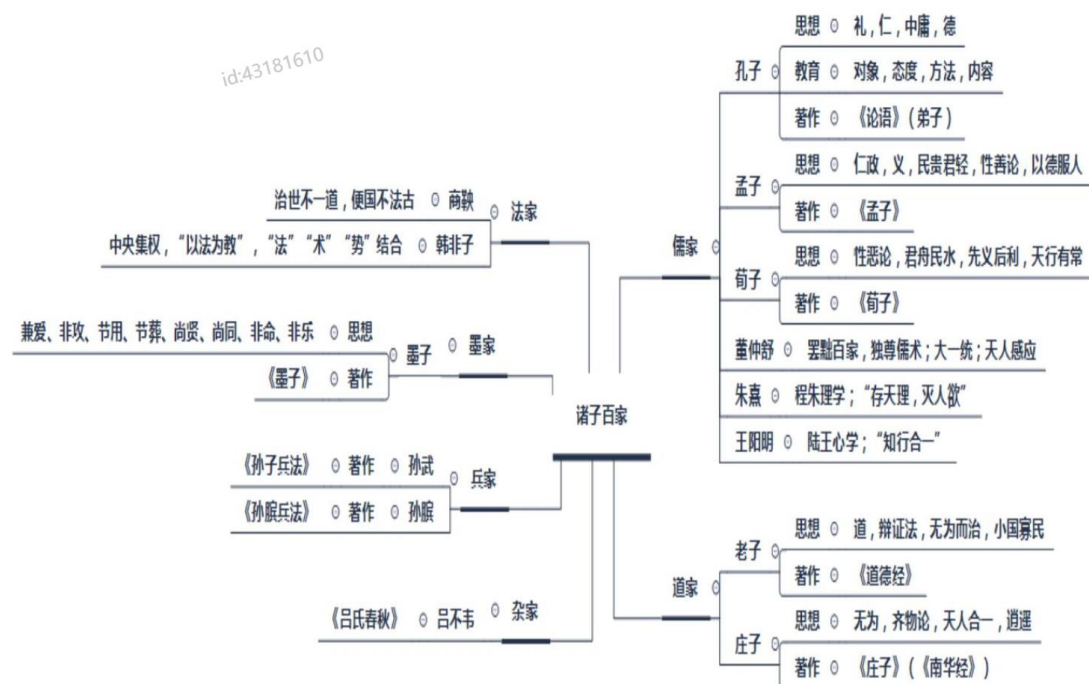 id:43181610
诸子百家
儒家
孔子
思想 礼，仁，中庸，德
教育 对象，态度，方法，内容
著作 《论语》(弟子)
孟子
思想 仁政，义，民贵君轻，性善论，以德服人
著作 《孟子》
荀子
思想 性恶论，君舟民水，先义后利，天行有常
著作 《荀子》
董仲舒 罢黜百家，独尊儒术；大一统；天人感应
朱熹 程朱理学；“存天理，灭人欲”
王阳明 陆王心学；“知行合一”
道家
老子
思想 道，辩证法，无为而治，小国寡民
著作 《道德经》
庄子
思想 无为，齐物论，天人合一，逍遥
著作 《庄子》(《南华经》)
法家
治世不一道，便国不法古 商鞅
中央集权，“以法为教”，“法”“术”“势”结合 韩非子
墨家
墨子
兼爱、非攻、节用、节葬、尚贤、尚同、非命、非乐 思想
《墨子》 著作
兵家
《孙子兵法》 著作 孙武
《孙膑兵法》 著作 孙膑
杂家
《吕氏春秋》 吕不韦